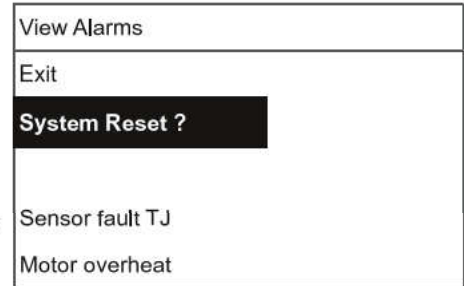 View Alarms
Exit
System Reset ?
Sensor fault TJ
Motor overheat